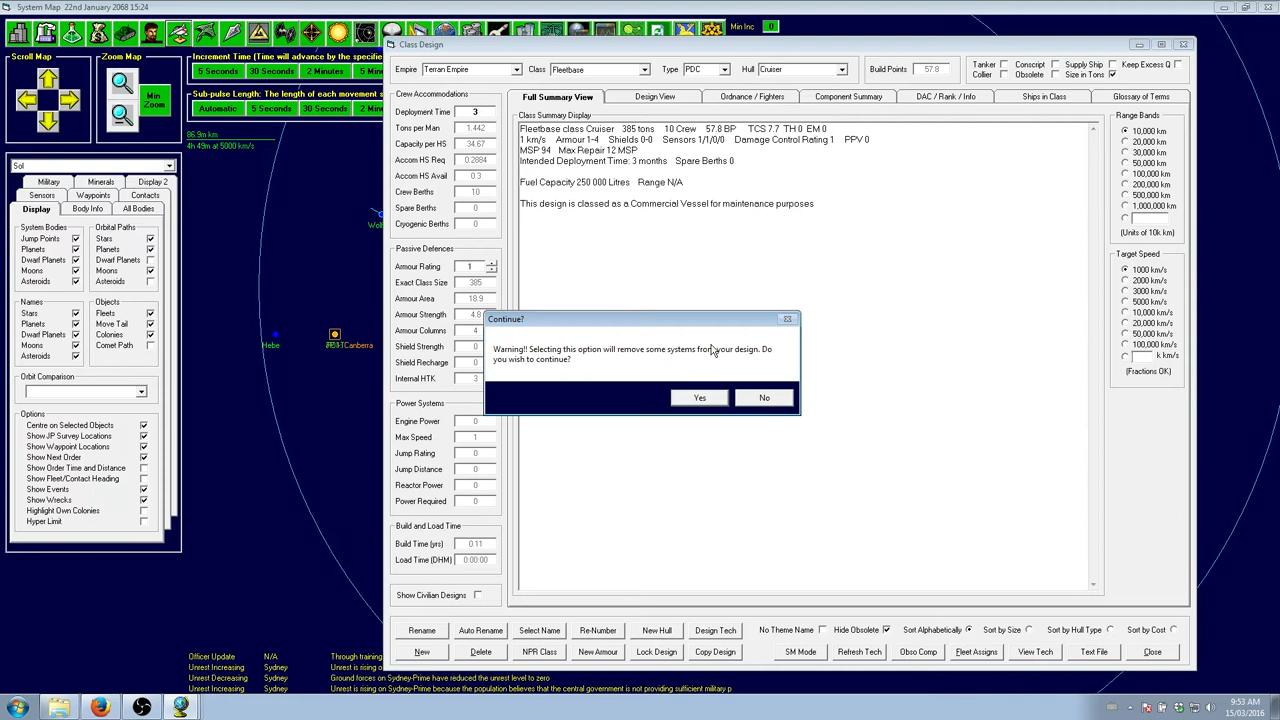 System Map  22nd January 2068 15:24
Min Inc 0
Scroll Map
Zoom Map
Min Zoom
Increment Time (Time will advance by the specifie
5 Seconds 30 Seconds 2 Minutes 5 Min
Sub-pulse Length: The length of each movement s
Automatic 5 Seconds 30 Seconds 2 Minu
86.9m km
4h 49m at 5000 km/s
Sol
Military Minerals Display 2
Sensors Waypoints Contacts
Display Body Info All Bodies
System Bodies Orbital Paths
Jump Points Stars
Planets Planets
Dwarf Planets Dwarf Planets
Moons Moons
Asteroids Asteroids
Names Objects
Stars Fleets
Planets Move Tail
Dwarf Planets Colonies
Moons Comet Path
Asteroids
Orbit Comparison
Options
Centre on Selected Objects
Show JP Survey Locations
Show Waypoint Locations
Show Next Order
Show Order Time and Distance
Show Fleet/Contact Heading
Show Events
Show Wrecks
Highlight Own Colonies
Hyper Limit
Hebe
Canberra
Class Design
Empire Terran Empire Class Fleetbase Type PDC Hull Cruiser Build Points 57.8
Tanker Conscript Supply Ship Keep Excess Q
Collier Obsolete Size in Tons
Full Summary View Design View Ordnance / Fighters Component Summary DAC / Rank / Info Ships in Class Glossary of Terms
Crew Accommodations
Deployment Time 3
Tons per Man 1.442
Capacity per HS 34.67
Accom HS Req 0.2884
Accom HS Avail 0.3
Crew Berths 10
Spare Berths 0
Cryogenic Berths 0
Passive Defences
Armour Rating 1
Exact Class Size 385
Armour Area 18.9
Armour Strength 4.8
Armour Columns 4
Shield Strength 0
Shield Recharge 0
Internal HTK 3
Power Systems
Engine Power 0
Max Speed 1
Jump Rating 0
Jump Distance 0
Reactor Power 0
Power Required 0
Build and Load Time
Build Time (yrs) 0.11
Load Time (DHM) 0:00:00
Show Civilian Designs
Class Summary Display
Fleetbase class Cruiser    385 tons    10 Crew    57.8 BP    TCS 7.7  TH 0  EM 0
1 km/s    Armour 1-4    Shields 0-0    Sensors 1/1/0/0    Damage Control Rating 1    PPV 0
MSP 94    Max Repair 12 MSP
Intended Deployment Time: 3 months    Spare Berths 0
Fuel Capacity 250 000 Litres    Range N/A
This design is classed as a Commercial Vessel for maintenance purposes
Range Bands
10,000 km
20,000 km
30,000 km
50,000 km
100,000 km
200,000 km
500,000 km
1,000,000 km
(Units of 10k km)
Target Speed
1000 km/s
2000 km/s
3000 km/s
5000 km/s
10,000 km/s
20,000 km/s
50,000 km/s
100,000 km/s
k km/s
(Fractions OK)
Continue?
Warning!! Selecting this option will remove some systems from your design. Do
you wish to continue?
Yes No
Rename Auto Rename Select Name Re-Number New Hull Design Tech No Theme Name Hide Obsolete Sort Alphabetically Sort by Size Sort by Hull Type Sort by Cost
New Delete NPR Class New Armour Lock Design Copy Design SM Mode Refresh Tech Obso Comp Fleet Assigns View Tech Text File Close
Officer Update N/A Through training
Unrest Increasing Sydney Unrest is rising o
Unrest Decreasing Sydney Ground forces on Sydney-Prime have reduced the unrest level to zero
Unrest Increasing Sydney Unrest is rising on Sydney-Prime because the population believes that the central government is not providing sufficient military p
9:53 AM
15/03/2016